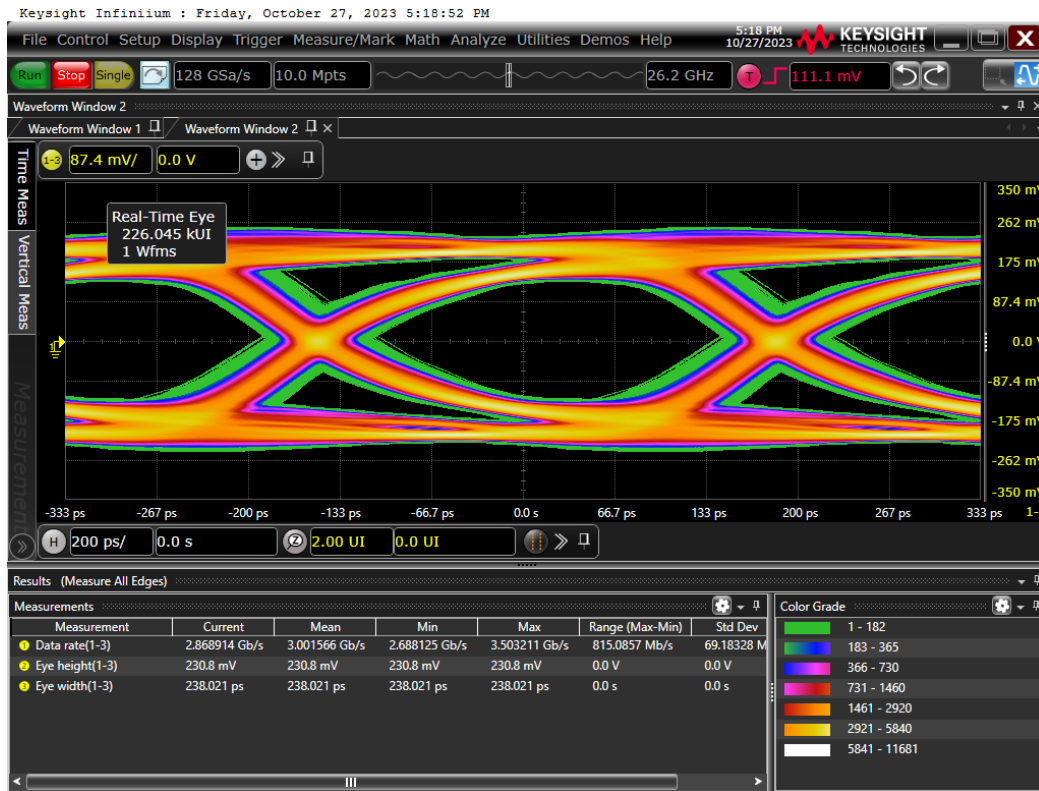 Keysight Infiniium : Friday, October 27, 2023 5:18:52 PM
File Control Setup Display Trigger Measure/Mark Math Analyze Utilities Demos Help
5:18 PM
10/27/2023
KEYSIGHT
TECHNOLOGIES
Run Stop Single 128 GSa/s 10.0 Mpts 26.2 GHz T 111.1 mV
Waveform Window 2
Waveform Window 1 Waveform Window 2
Time Meas
Vertical Meas
Measurements
1-3 87.4 mV/ 0.0 V
Real-Time Eye
226.045 kUI
1 Wfms
350 mV
262 mV
175 mV
87.4 mV
0.0 V
-87.4 mV
-175 mV
-262 mV
-350 mV
-333 ps -267 ps -200 ps -133 ps -66.7 ps 0.0 s 66.7 ps 133 ps 200 ps 267 ps 333 ps 1-
H 200 ps/ 0.0 s Z 2.00 UI 0.0 UI
Results (Measure All Edges)
Measurements
Measurement Current Mean Min Max Range (Max-Min) Std Dev
1 Data rate(1-3) 2.868914 Gb/s 3.001566 Gb/s 2.688125 Gb/s 3.503211 Gb/s 815.0857 Mb/s 69.18328 M
2 Eye height(1-3) 230.8 mV 230.8 mV 230.8 mV 230.8 mV 0.0 V 0.0 V
3 Eye width(1-3) 238.021 ps 238.021 ps 238.021 ps 238.021 ps 0.0 s 0.0 s
Color Grade
1 - 182
183 - 365
366 - 730
731 - 1460
1461 - 2920
2921 - 5840
5841 - 11681